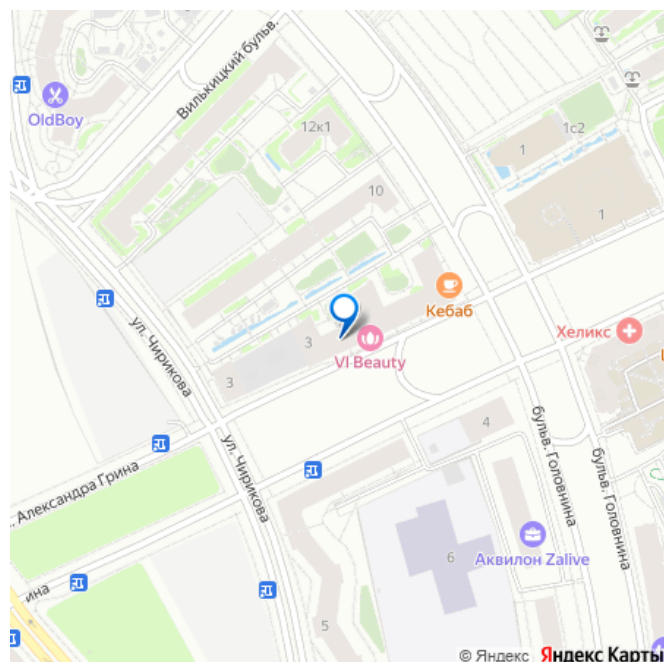 Вилькицкий бульв.
OldBoy
12к1
1с2
1
10
1
Кебаб
ул. Чирикова
3
VI Beauty
Хеликс
3
4
ул. Чирикова
. Александра Грина
бульв. Головнина
бульв. Головнина
Аквилон Zalive
6
ина
5
© Яндекс Яндекс Карты